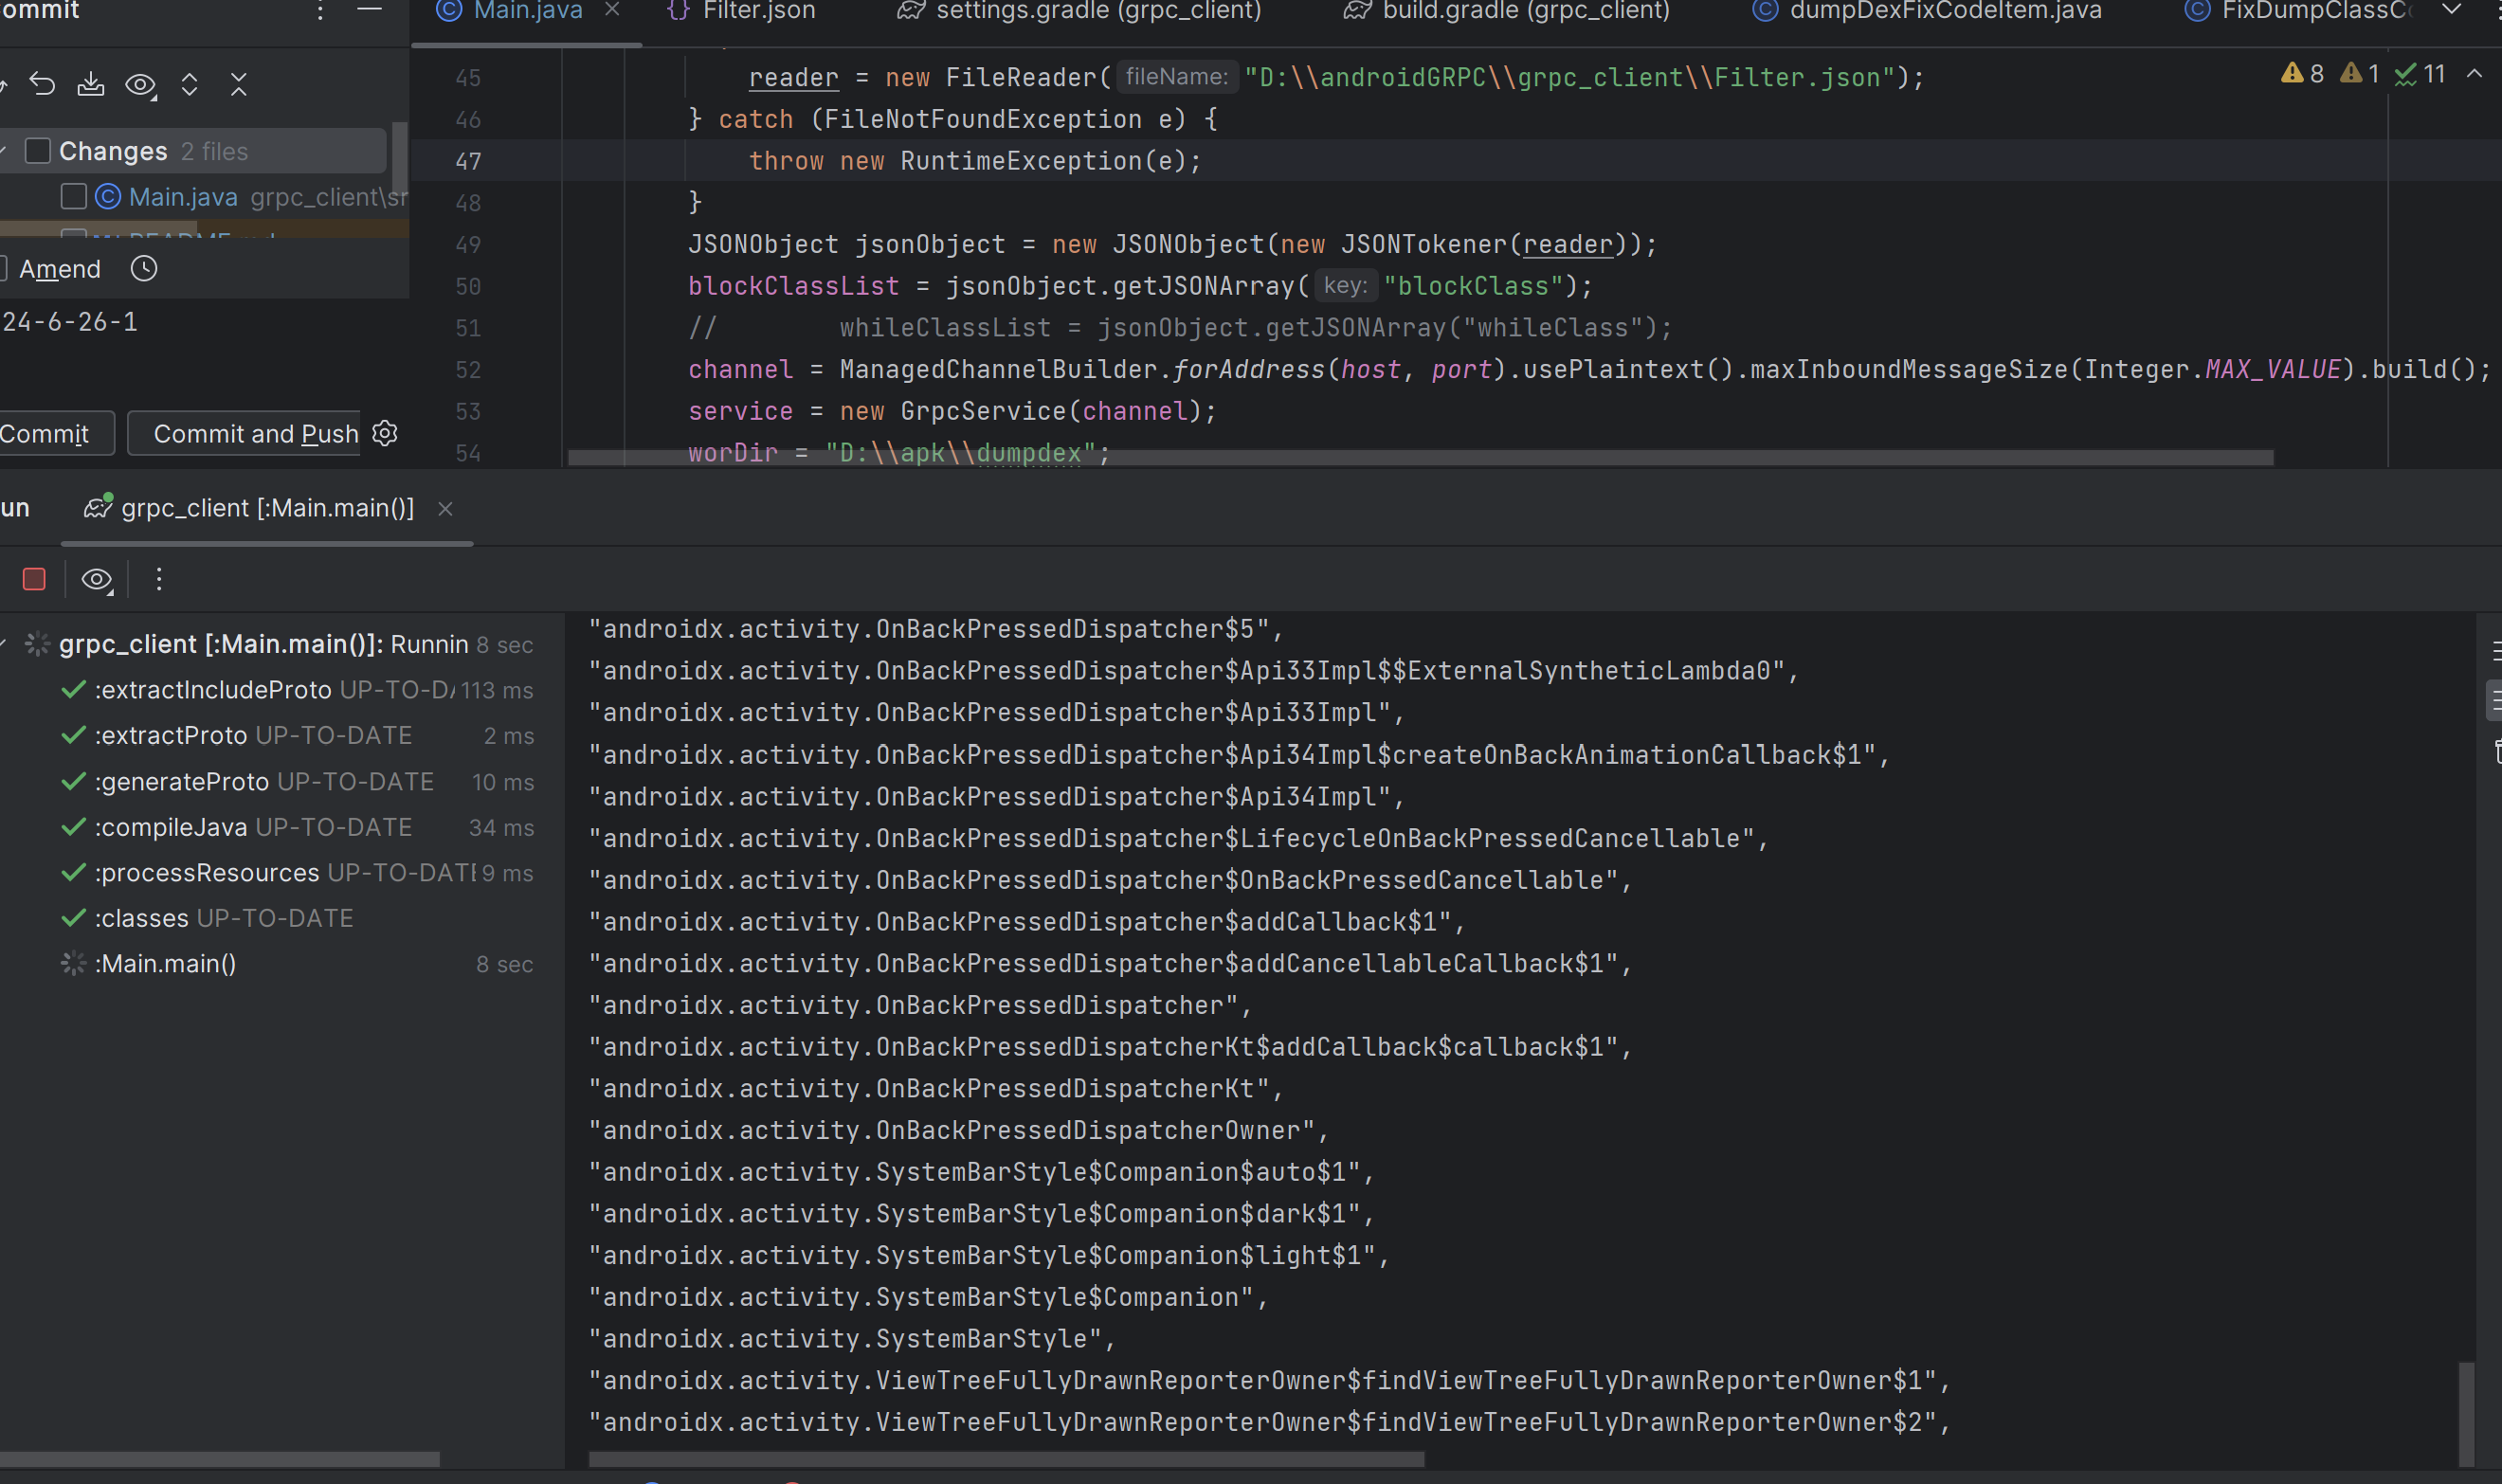 ommit
Main.java
Filter.json
settings.gradle (grpc_client)
build.gradle (grpc_client)
dumpDexFixCodeItem.java
FixDumpClassCo
Changes 2 files
Main.java grpc_client\sr
README.md
Amend
24-6-26-1
Commit
Commit and Push
8 1 11
45 reader = new FileReader( fileName: "D:\\androidGRPC\\grpc_client\\Filter.json");
46 } catch (FileNotFoundException e) {
47 throw new RuntimeException(e);
48 }
49 JSONObject jsonObject = new JSONObject(new JSONTokener(reader));
50 blockClassList = jsonObject.getJSONArray( key: "blockClass");
51 // whileClassList = jsonObject.getJSONArray("whileClass");
52 channel = ManagedChannelBuilder.forAddress(host, port).usePlaintext().maxInboundMessageSize(Integer.MAX_VALUE).build();
53 service = new GrpcService(channel);
54 worDir = "D:\\apk\\dumpdex";
un
grpc_client [:Main.main()]
grpc_client [:Main.main()]: Runnin 8 sec
:extractIncludeProto UP-TO-DA 113 ms
:extractProto UP-TO-DATE 2 ms
:generateProto UP-TO-DATE 10 ms
:compileJava UP-TO-DATE 34 ms
:processResources UP-TO-DATE 9 ms
:classes UP-TO-DATE
:Main.main() 8 sec
"androidx.activity.OnBackPressedDispatcher$5",
"androidx.activity.OnBackPressedDispatcher$Api33Impl$$ExternalSyntheticLambda0",
"androidx.activity.OnBackPressedDispatcher$Api33Impl",
"androidx.activity.OnBackPressedDispatcher$Api34Impl$createOnBackAnimationCallback$1",
"androidx.activity.OnBackPressedDispatcher$Api34Impl",
"androidx.activity.OnBackPressedDispatcher$LifecycleOnBackPressedCancellable",
"androidx.activity.OnBackPressedDispatcher$OnBackPressedCancellable",
"androidx.activity.OnBackPressedDispatcher$addCallback$1",
"androidx.activity.OnBackPressedDispatcher$addCancellableCallback$1",
"androidx.activity.OnBackPressedDispatcher",
"androidx.activity.OnBackPressedDispatcherKt$addCallback$callback$1",
"androidx.activity.OnBackPressedDispatcherKt",
"androidx.activity.OnBackPressedDispatcherOwner",
"androidx.activity.SystemBarStyle$Companion$auto$1",
"androidx.activity.SystemBarStyle$Companion$dark$1",
"androidx.activity.SystemBarStyle$Companion$light$1",
"androidx.activity.SystemBarStyle$Companion",
"androidx.activity.SystemBarStyle",
"androidx.activity.ViewTreeFullyDrawnReporterOwner$findViewTreeFullyDrawnReporterOwner$1",
"androidx.activity.ViewTreeFullyDrawnReporterOwner$findViewTreeFullyDrawnReporterOwner$2",